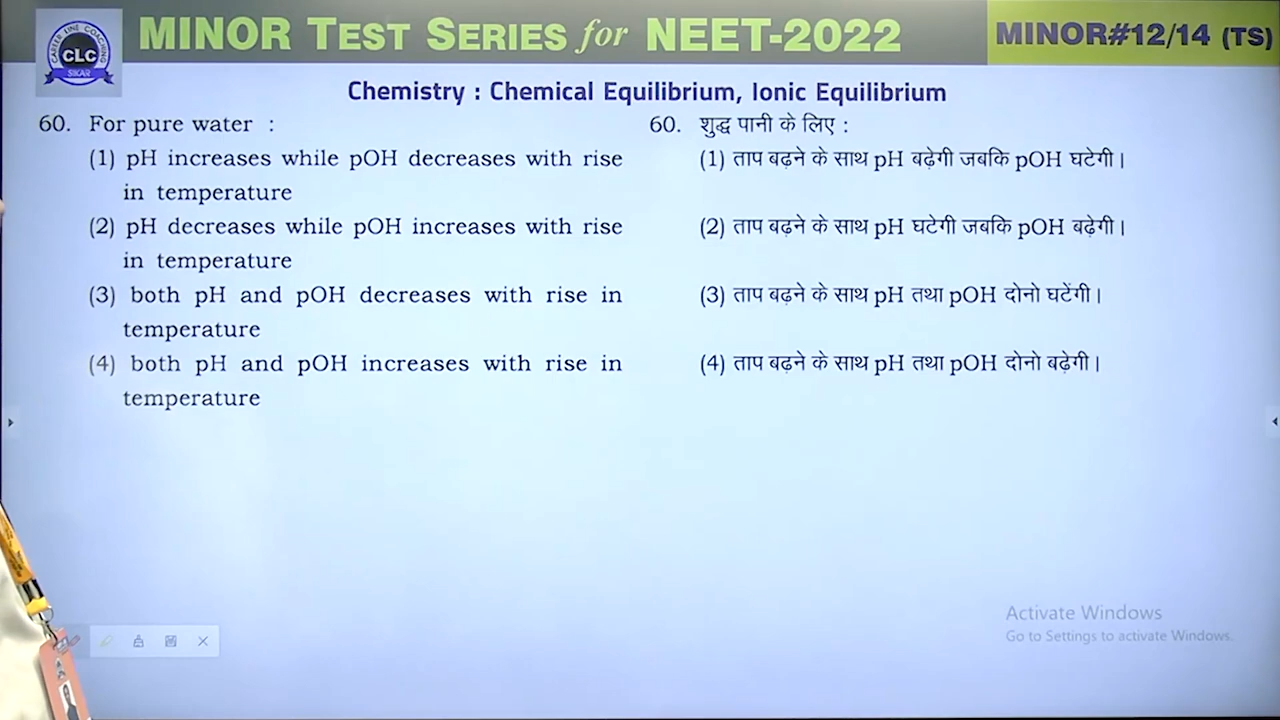 MINOR TEST SERIES for NEET-2022
MINOR#12/14 (TS)
CAREER LINE COACHING
CLC
SIKAR
Chemistry : Chemical Equilibrium, Ionic Equilibrium
60. For pure water :
(1) pH increases while pOH decreases with rise
in temperature
(2) pH decreases while pOH increases with rise
in temperature
(3) both pH and pOH decreases with rise in
temperature
(4) both pH and pOH increases with rise in
temperature
60. शुद्ध पानी के लिए :
(1) ताप बढ़ने के साथ pH बढ़ेगी जबकि pOH घटेगी।
(2) ताप बढ़ने के साथ pH घटेगी जबकि pOH बढ़ेगी।
(3) ताप बढ़ने के साथ pH तथा pOH दोनो घटेंगी।
(4) ताप बढ़ने के साथ pH तथा pOH दोनो बढ़ेगी।
Activate Windows
Go to Settings to activate Windows.